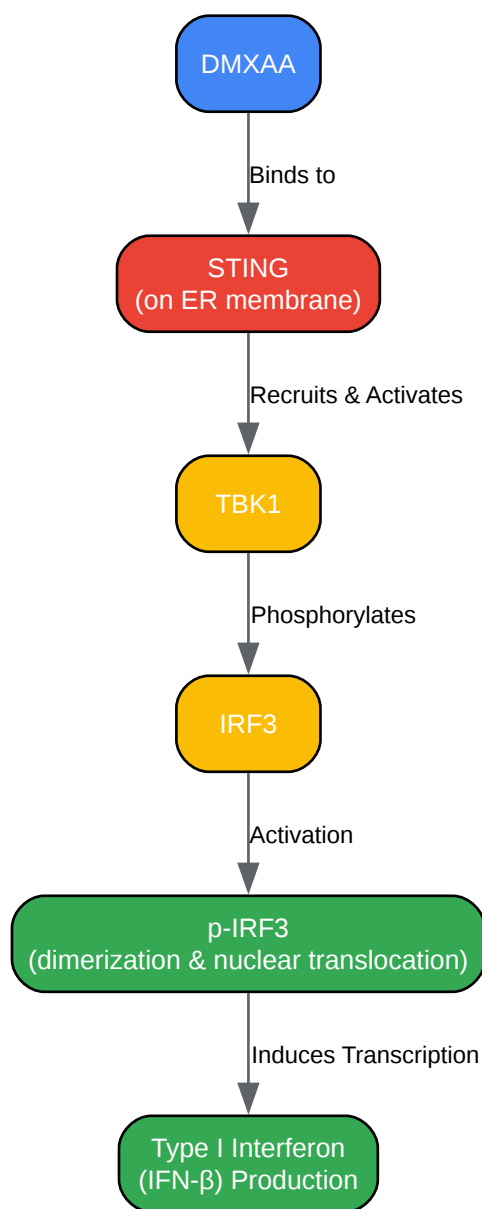 DMXAA
Binds to
STING
(on ER membrane)
Recruits & Activates
TBK1
Phosphorylates
IRF3
Activation
p-IRF3
(dimerization & nuclear translocation)
Induces Transcription
Type I Interferon
(IFN-β) Production